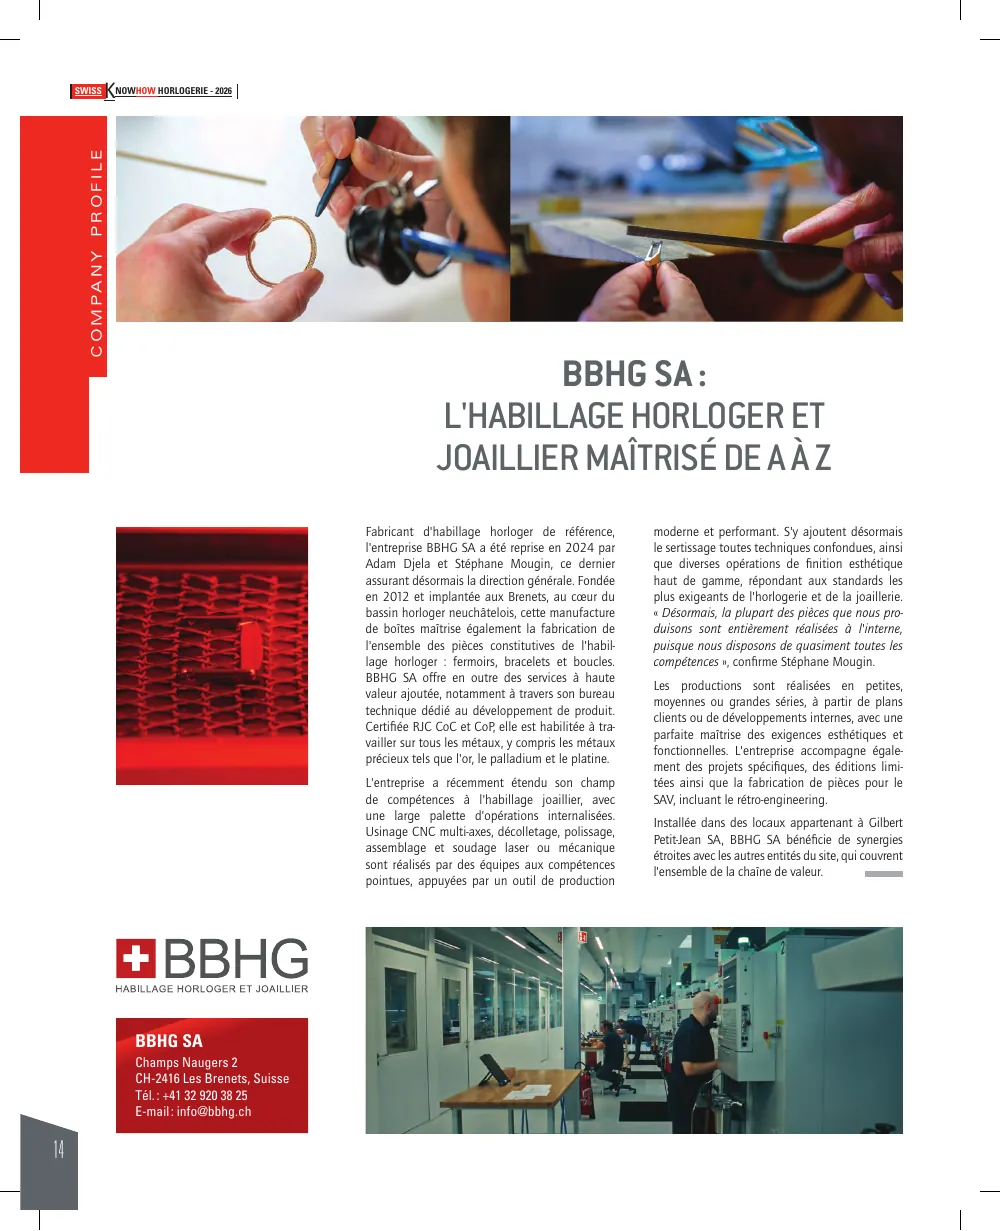 SWISS KNOWHOW HORLOGERIE - 2026
COMPANY PROFILE
BBHG SA :
L'HABILLAGE HORLOGER ET
JOAILLIER MAÎTRISÉ DE A À Z
Fabricant d'habillage horloger de référence,
l'entreprise BBHG SA a été reprise en 2024 par
Adam Djela et Stéphane Mougin, ce dernier
assurant désormais la direction générale. Fondée
en 2012 et implantée aux Brenets, au cœur du
bassin horloger neuchâtelois, cette manufacture
de boîtes maîtrise également la fabrication de
l'ensemble des pièces constitutives de l'habil-
lage horloger : fermoirs, bracelets et boucles.
BBHG SA offre en outre des services à haute
valeur ajoutée, notamment à travers son bureau
technique dédié au développement de produit.
Certifiée RJC CoC et CoP, elle est habilitée à tra-
vailler sur tous les métaux, y compris les métaux
précieux tels que l'or, le palladium et le platine.
L'entreprise a récemment étendu son champ
de compétences à l'habillage joaillier, avec
une large palette d'opérations internalisées.
Usinage CNC multi-axes, décolletage, polissage,
assemblage et soudage laser ou mécanique
sont réalisés par des équipes aux compétences
pointues, appuyées par un outil de production
moderne et performant. S'y ajoutent désormais
le sertissage toutes techniques confondues, ainsi
que diverses opérations de finition esthétique
haut de gamme, répondant aux standards les
plus exigeants de l'horlogerie et de la joaillerie.
« Désormais, la plupart des pièces que nous pro-
duisons sont entièrement réalisées à l'interne,
puisque nous disposons de quasiment toutes les
compétences », confirme Stéphane Mougin.
Les productions sont réalisées en petites,
moyennes ou grandes séries, à partir de plans
clients ou de développements internes, avec une
parfaite maîtrise des exigences esthétiques et
fonctionnelles. L'entreprise accompagne égale-
ment des projets spécifiques, des éditions limi-
tées ainsi que la fabrication de pièces pour le
SAV, incluant le rétro-engineering.
Installée dans des locaux appartenant à Gilbert
Petit-Jean SA, BBHG SA bénéficie de synergies
étroites avec les autres entités du site, qui couvrent
l'ensemble de la chaîne de valeur.
BBHG
HABILLAGE HORLOGER ET JOAILLIER
BBHG SA
Champs Naugers 2
CH-2416 Les Brenets, Suisse
Tél. : +41 32 920 38 25
E-mail : info@bbhg.ch
14